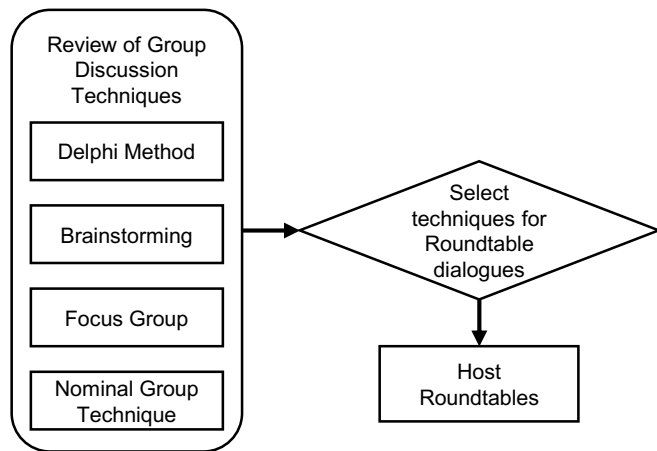 Review of Group
Discussion
Techniques
Delphi Method
Brainstorming
Focus Group
Nominal Group
Technique
Select
techniques for
Roundtable
dialogues
Host
Roundtables